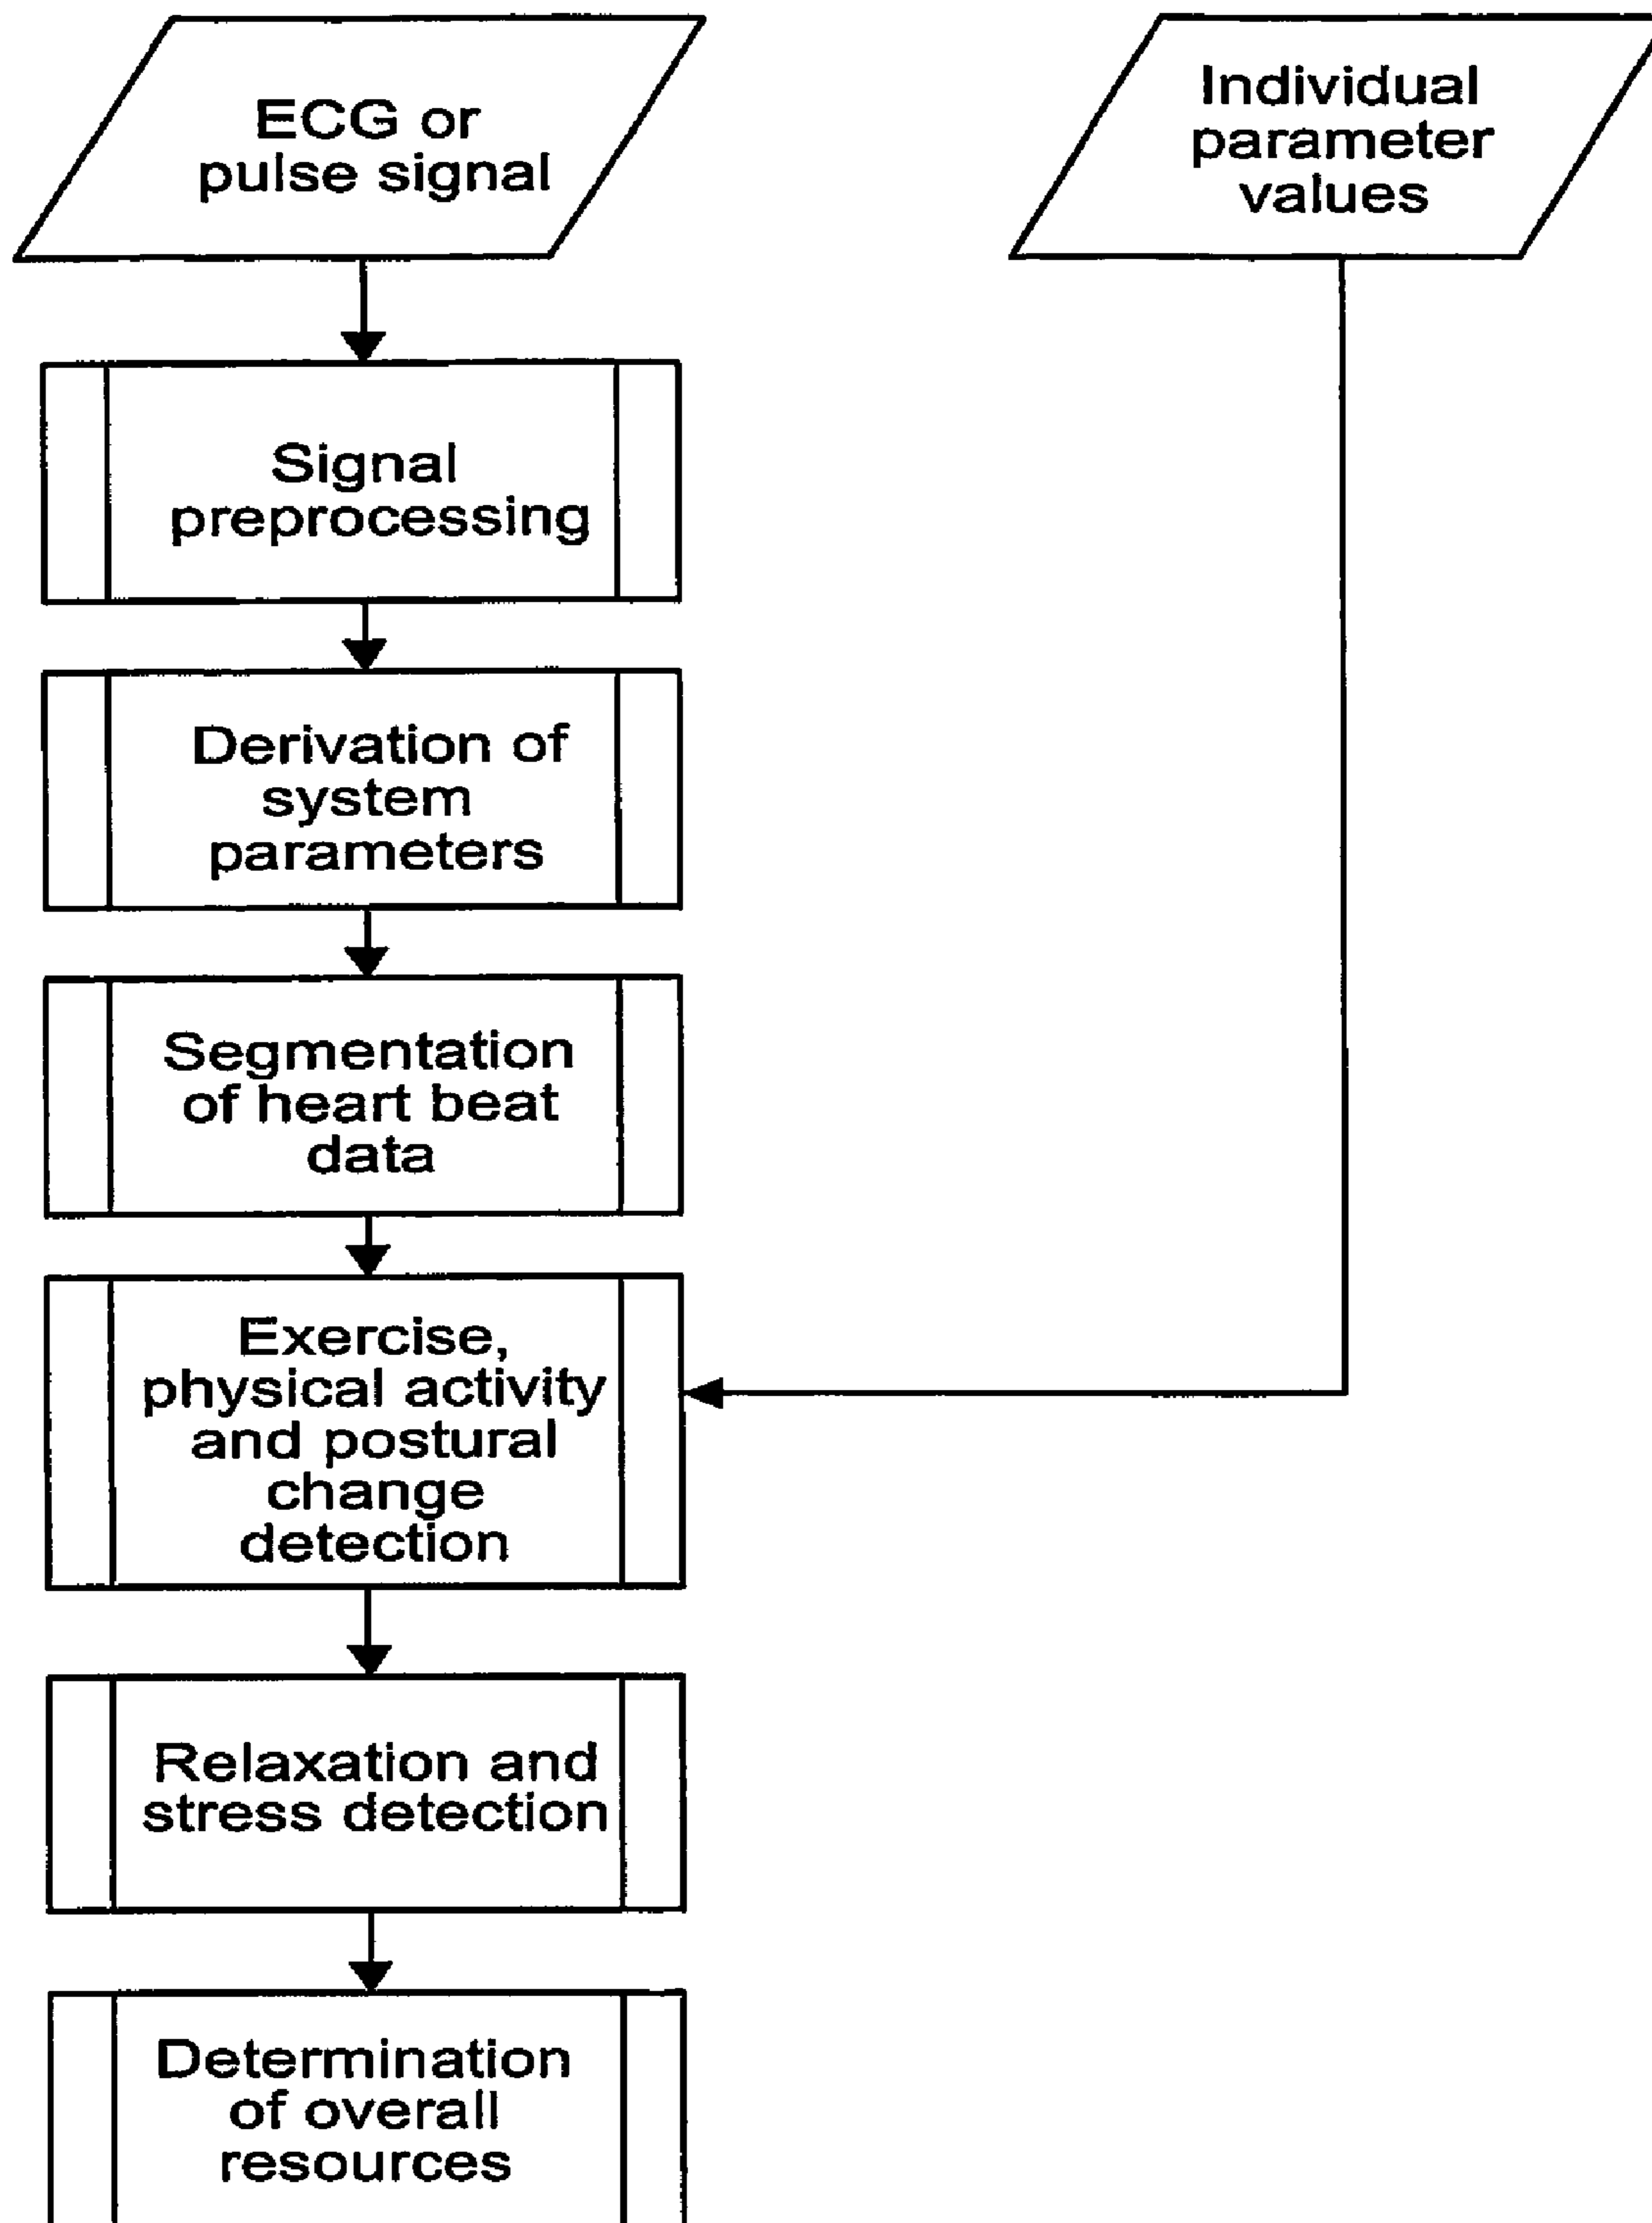 ECG or
pulse signal
Individual
parameter
values
Signal
preprocessing
Derivation of
system
parameters
Segmentation
of heart beat
data
Exercise,
physical activity
and postural
change
detection
Relaxation and
stress detection
Determination
of overall
resources